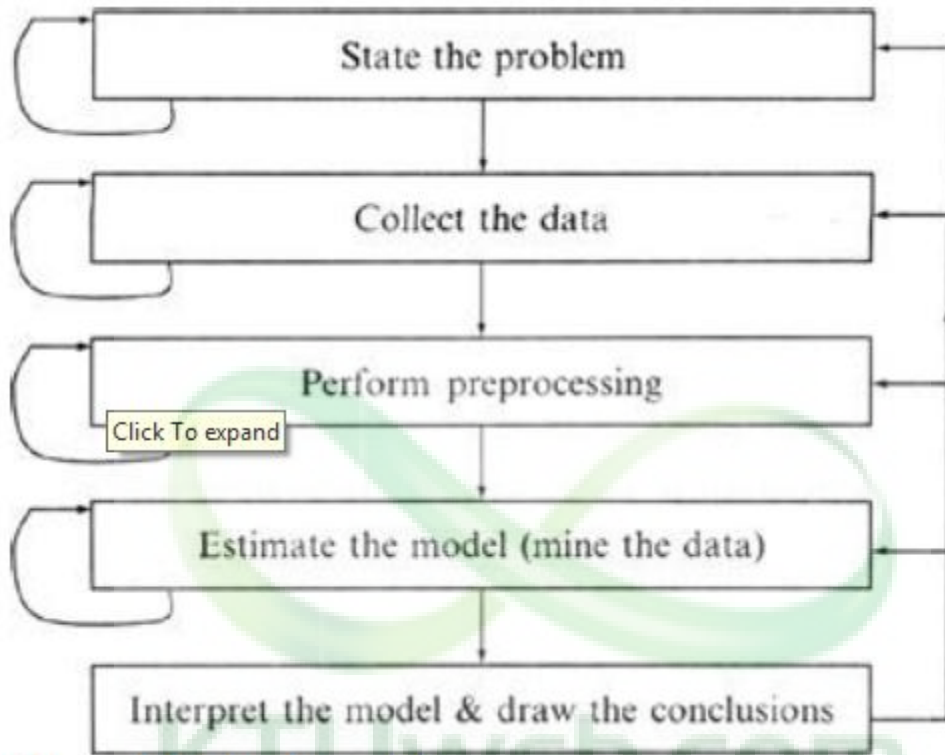 State the problem
Collect the data
Perform preprocessing
Click To expand
Estimate the model (mine the data)
Interpret the model & draw the conclusions